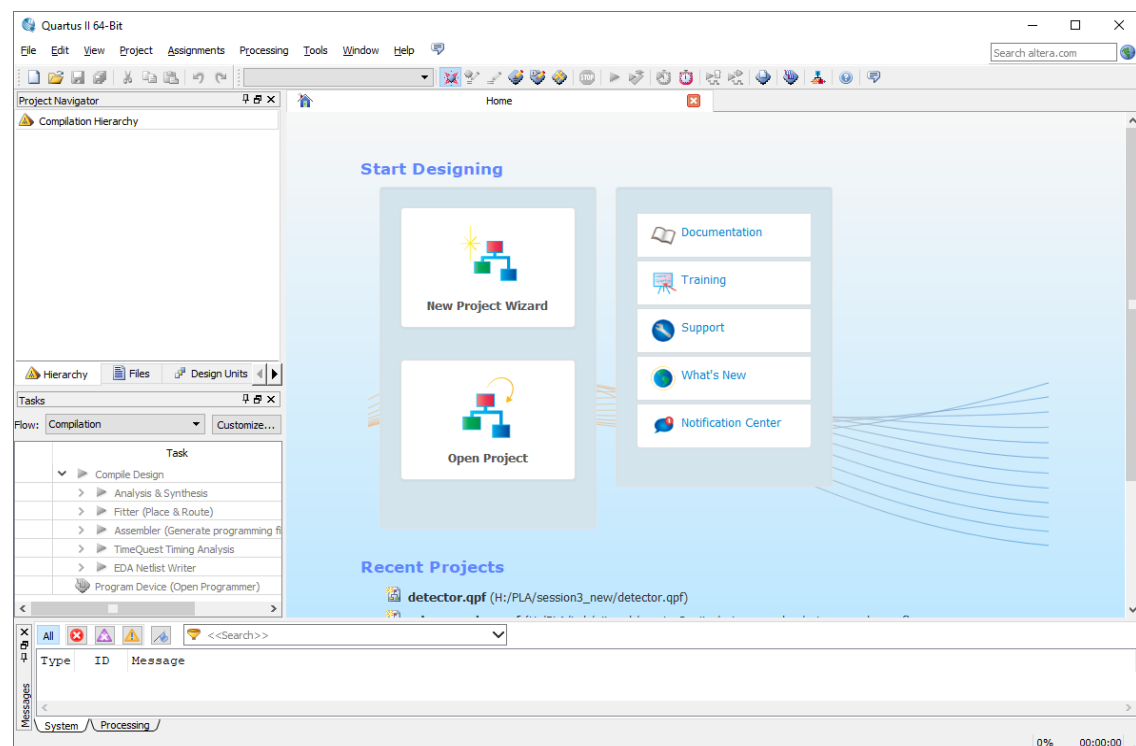 Quartus II 64-Bit
File Edit View Project Assignments Processing Tools Window Help
Search altera.com
Project Navigator
Home
Compilation Hierarchy
Start Designing
New Project Wizard
Open Project
Documentation
Training
Support
What's New
Notification Center
Hierarchy Files Design Units
Tasks
Flow: Compilation Customize...
Task
Compile Design
Analysis & Synthesis
Fitter (Place & Route)
Assembler (Generate programming fi
TimeQuest Timing Analysis
EDA Netlist Writer
Program Device (Open Programmer)
Recent Projects
detector.qpf (H:/PLA/session3_new/detector.qpf)
All <<Search>>
Type ID Message
Messages
System Processing
0% 00:00:00